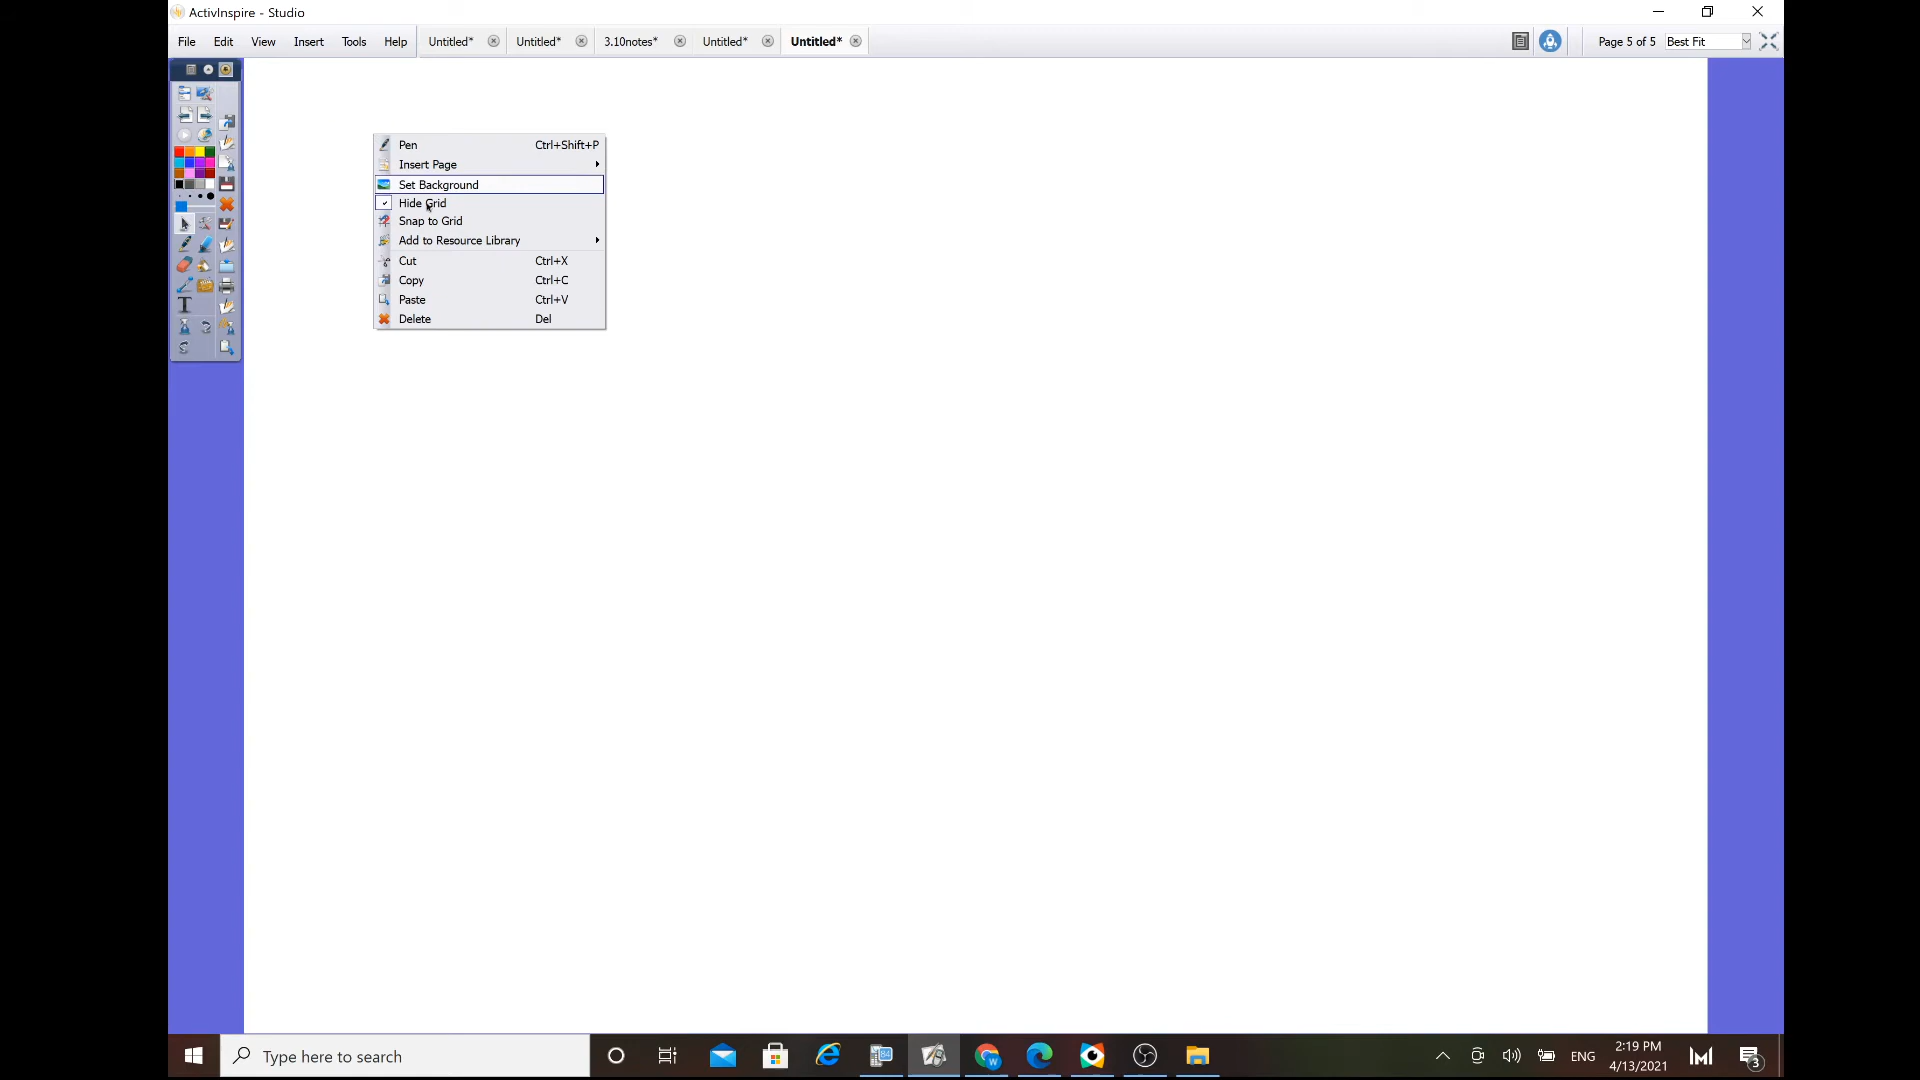 ActivInspire - Studio
File Edit View Insert Tools Help Untitled* Untitled* 3.10notes* Untitled* Untitled* Page 5 of 5 Best Fit
Pen Ctrl+Shift+P
Insert Page
Set Background
Hide Grid
Snap to Grid
Add to Resource Library
Cut Ctrl+X
Copy Ctrl+C
Paste Ctrl+V
Delete Del
Type here to search ENG 2:19 PM
4/13/2021 3